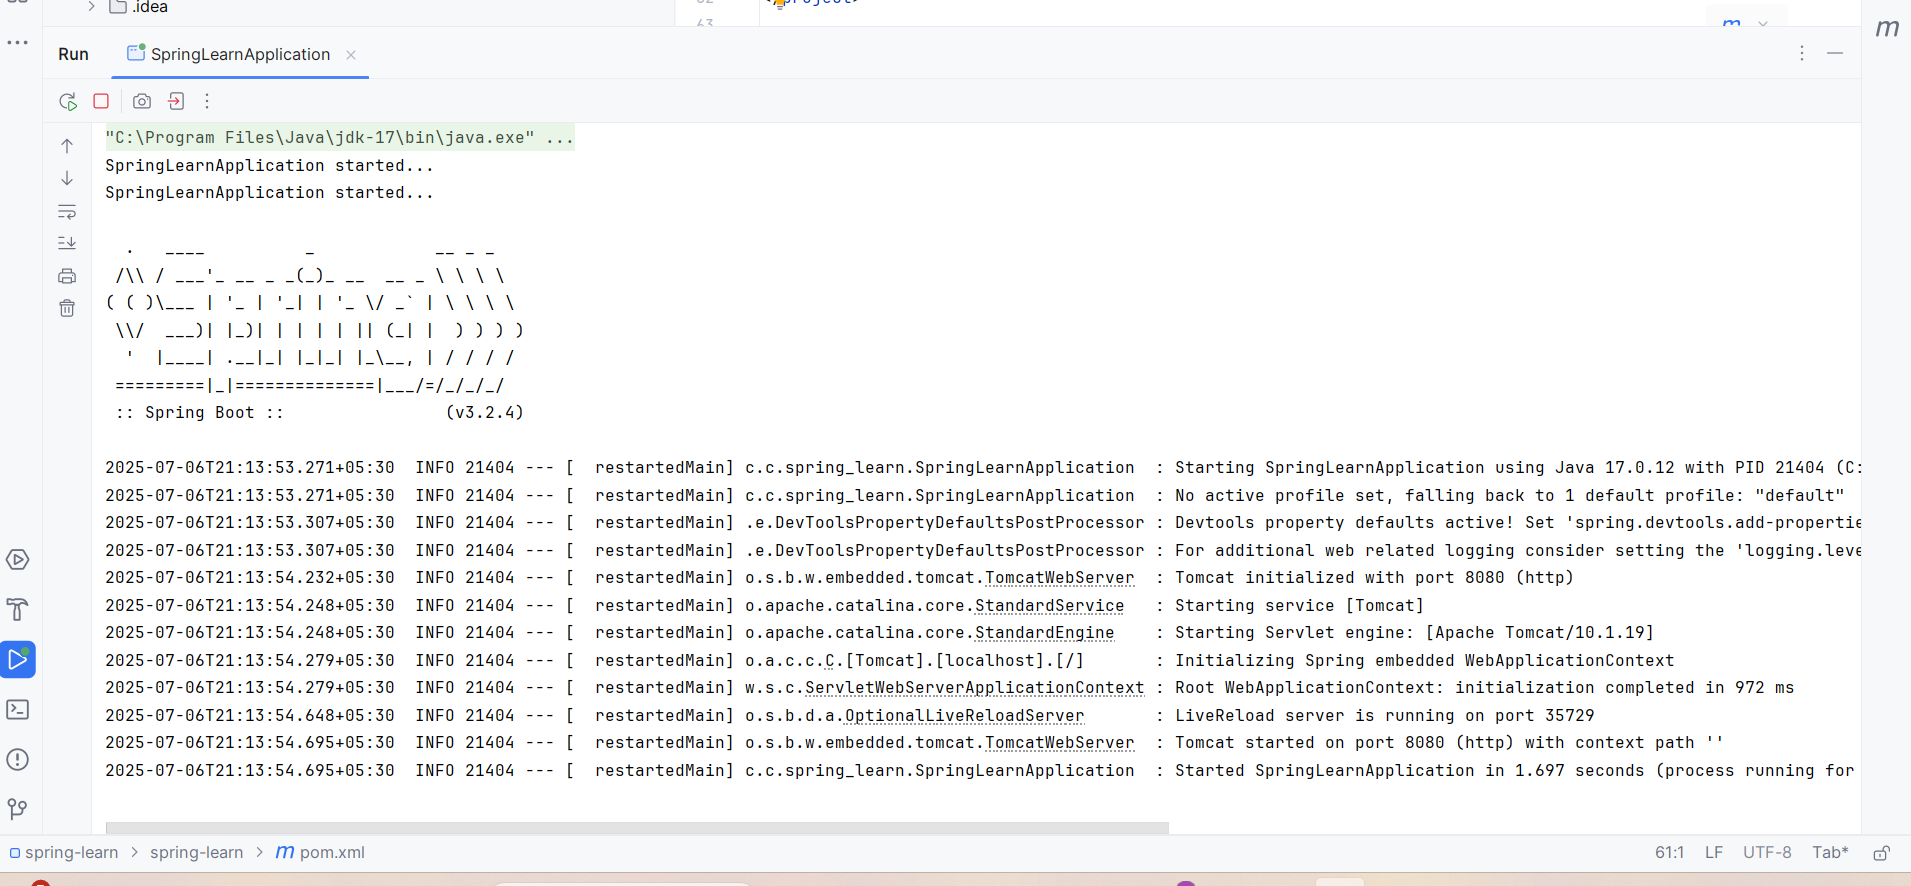 .idea
63
Run
SpringLearnApplication
"C:\Program Files\Java\jdk-17\bin\java.exe" ...
SpringLearnApplication started...
SpringLearnApplication started...
  .   ____          _            __ _ _
 /\\ / ___'_ __ _ _(_)_ __  __ _ \ \ \ \
( ( )\___ | '_ | '_| | '_ \/ _` | \ \ \ \
 \\/  ___)| |_)| | | | | || (_| |  ) ) ) )
  '  |____| .__|_| |_|_| |_\__, | / / / /
 =========|_|==============|___/=/_/_/_/
 :: Spring Boot ::                (v3.2.4)
2025-07-06T21:13:53.271+05:30  INFO 21404 --- [  restartedMain] c.c.spring_learn.SpringLearnApplication  : Starting SpringLearnApplication using Java 17.0.12 with PID 21404 (C:
2025-07-06T21:13:53.271+05:30  INFO 21404 --- [  restartedMain] c.c.spring_learn.SpringLearnApplication  : No active profile set, falling back to 1 default profile: "default"
2025-07-06T21:13:53.307+05:30  INFO 21404 --- [  restartedMain] .e.DevToolsPropertyDefaultsPostProcessor : Devtools property defaults active! Set 'spring.devtools.add-propertie
2025-07-06T21:13:53.307+05:30  INFO 21404 --- [  restartedMain] .e.DevToolsPropertyDefaultsPostProcessor : For additional web related logging consider setting the 'logging.leve
2025-07-06T21:13:54.232+05:30  INFO 21404 --- [  restartedMain] o.s.b.w.embedded.tomcat.TomcatWebServer  : Tomcat initialized with port 8080 (http)
2025-07-06T21:13:54.248+05:30  INFO 21404 --- [  restartedMain] o.apache.catalina.core.StandardService   : Starting service [Tomcat]
2025-07-06T21:13:54.248+05:30  INFO 21404 --- [  restartedMain] o.apache.catalina.core.StandardEngine    : Starting Servlet engine: [Apache Tomcat/10.1.19]
2025-07-06T21:13:54.279+05:30  INFO 21404 --- [  restartedMain] o.a.c.c.C.[Tomcat].[localhost].[/]       : Initializing Spring embedded WebApplicationContext
2025-07-06T21:13:54.279+05:30  INFO 21404 --- [  restartedMain] w.s.c.ServletWebServerApplicationContext : Root WebApplicationContext: initialization completed in 972 ms
2025-07-06T21:13:54.648+05:30  INFO 21404 --- [  restartedMain] o.s.b.d.a.OptionalLiveReloadServer       : LiveReload server is running on port 35729
2025-07-06T21:13:54.695+05:30  INFO 21404 --- [  restartedMain] o.s.b.w.embedded.tomcat.TomcatWebServer  : Tomcat started on port 8080 (http) with context path ''
2025-07-06T21:13:54.695+05:30  INFO 21404 --- [  restartedMain] c.c.spring_learn.SpringLearnApplication  : Started SpringLearnApplication in 1.697 seconds (process running for
spring-learn > spring-learn > m pom.xml
61:1 LF UTF-8 Tab*